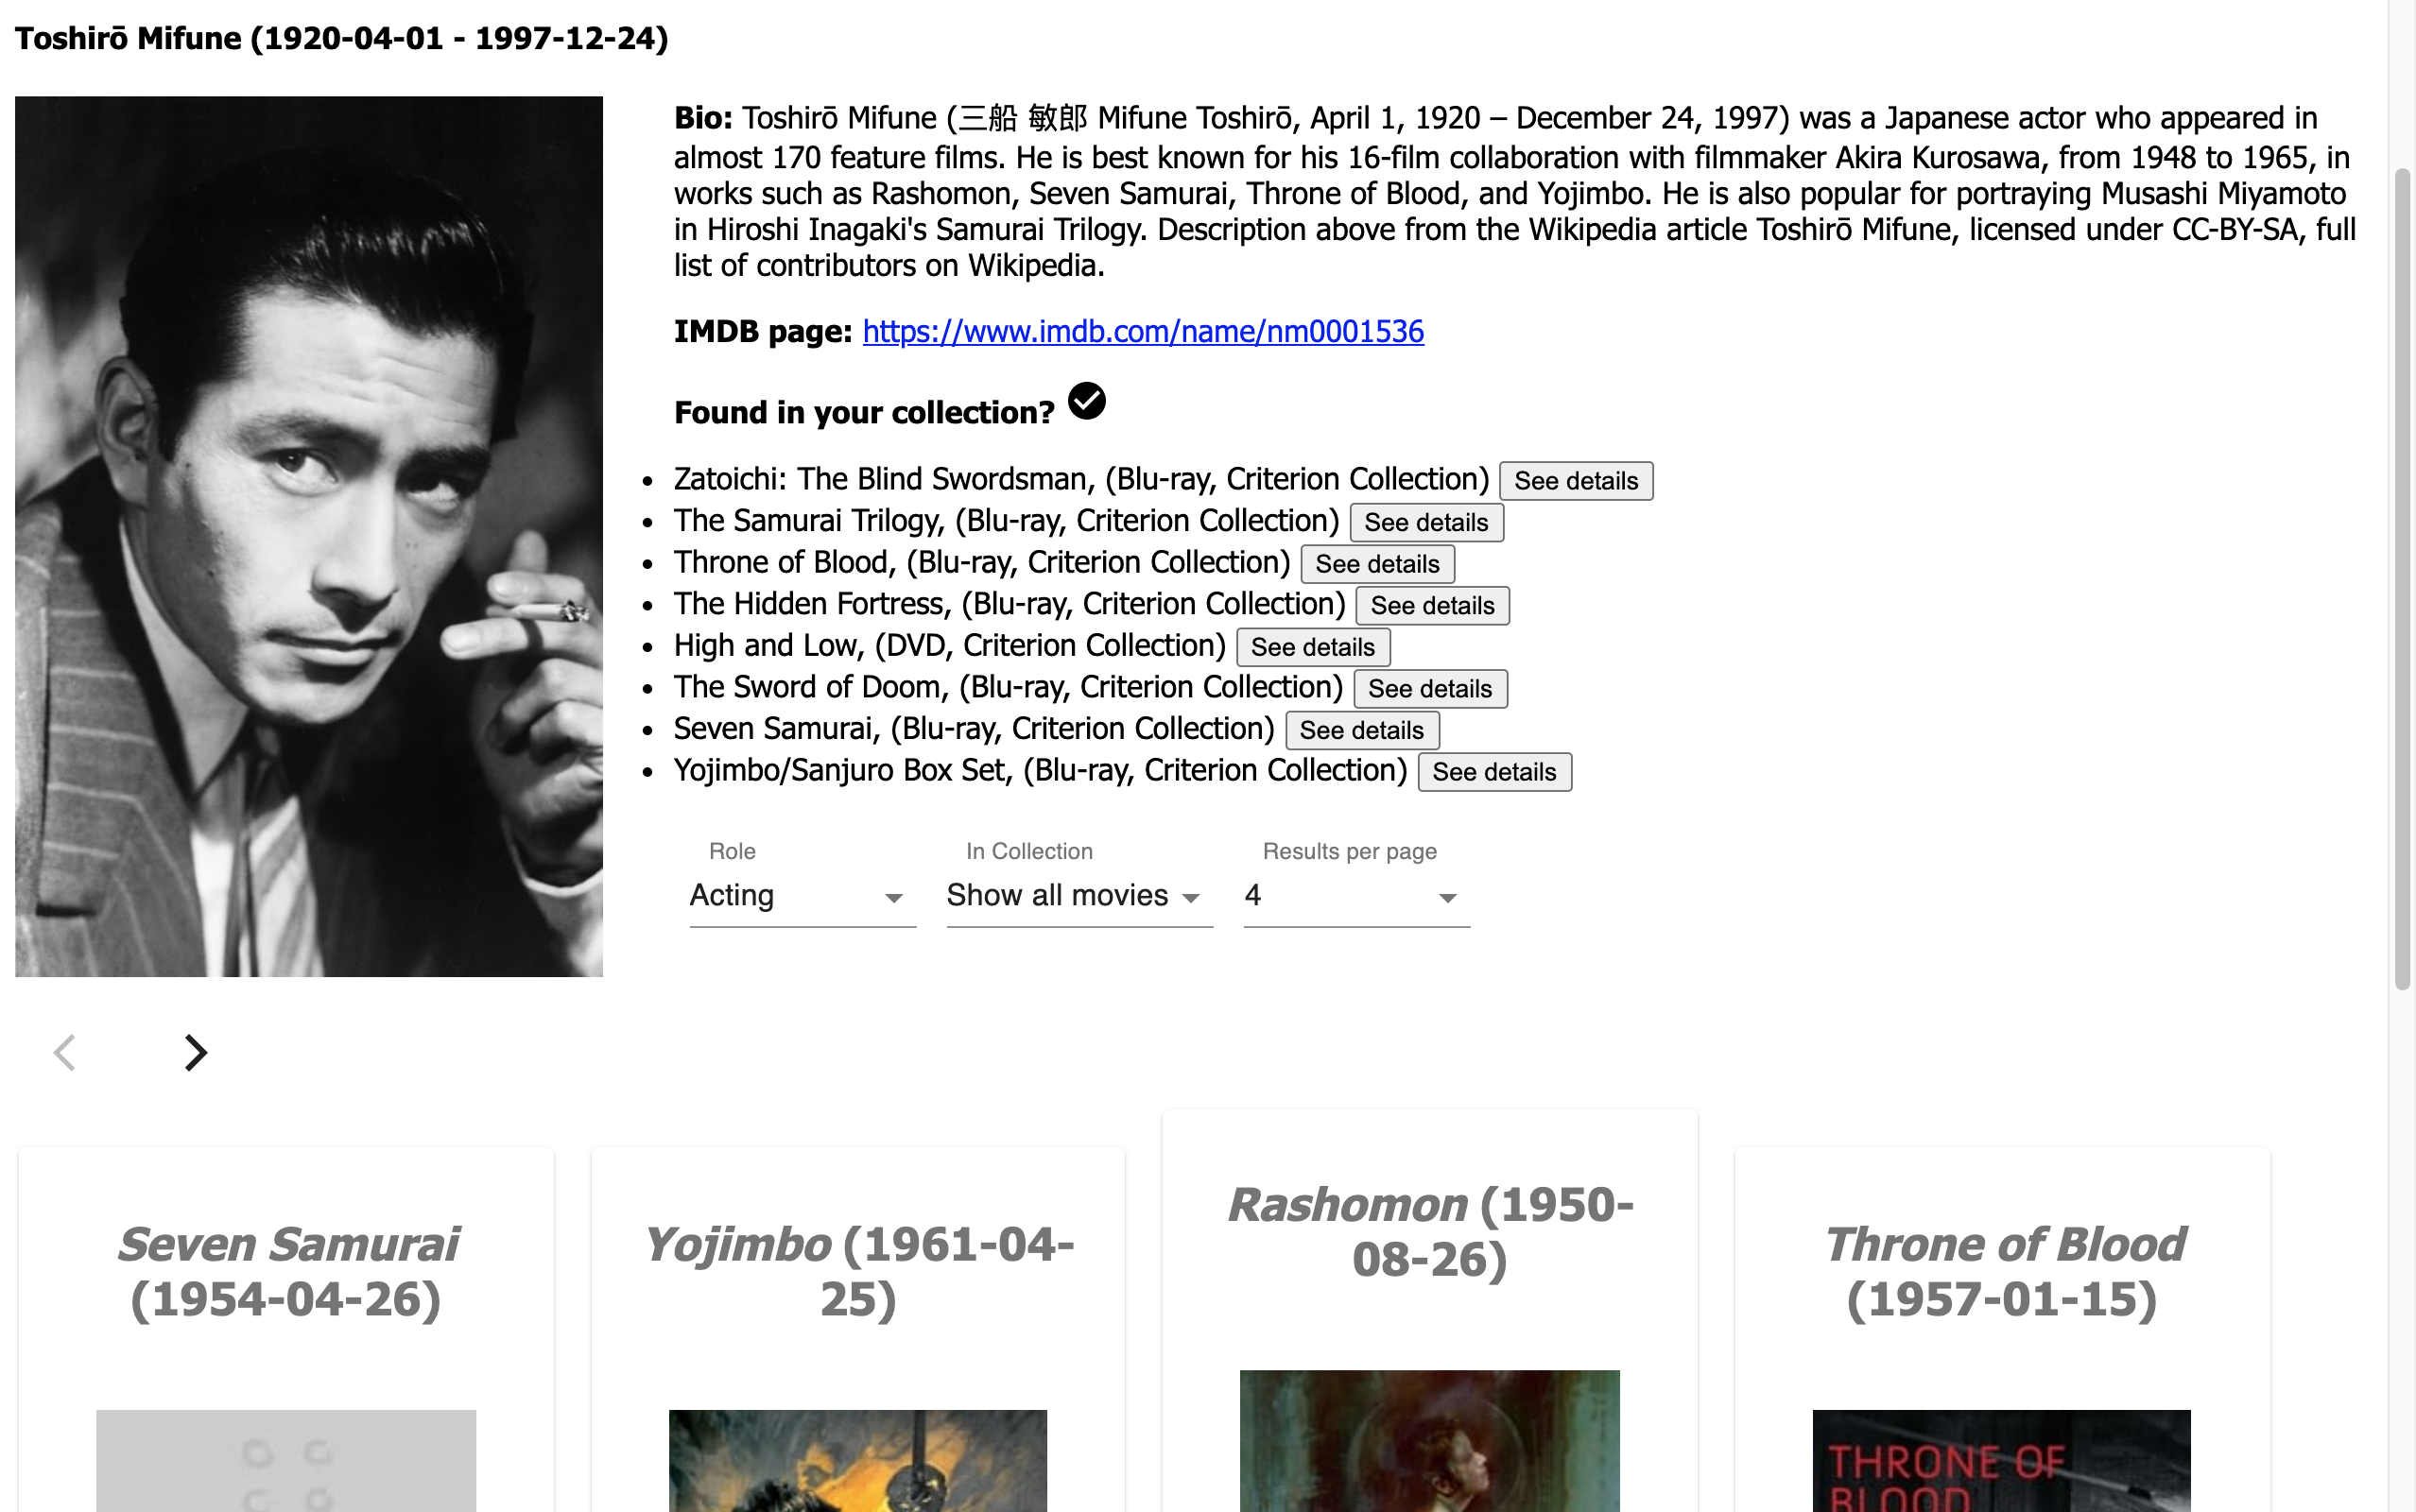 Toshirō Mifune (1920-04-01 - 1997-12-24)
Bio: Toshirō Mifune (三船 敏郎 Mifune Toshirō, April 1, 1920 – December 24, 1997) was a Japanese actor who appeared in
almost 170 feature films. He is best known for his 16-film collaboration with filmmaker Akira Kurosawa, from 1948 to 1965, in
works such as Rashomon, Seven Samurai, Throne of Blood, and Yojimbo. He is also popular for portraying Musashi Miyamoto
in Hiroshi Inagaki's Samurai Trilogy. Description above from the Wikipedia article Toshirō Mifune, licensed under CC-BY-SA, full
list of contributors on Wikipedia.
IMDB page: https://www.imdb.com/name/nm0001536
Found in your collection?
• Zatoichi: The Blind Swordsman, (Blu-ray, Criterion Collection) See details
• The Samurai Trilogy, (Blu-ray, Criterion Collection) See details
• Throne of Blood, (Blu-ray, Criterion Collection) See details
• The Hidden Fortress, (Blu-ray, Criterion Collection) See details
• High and Low, (DVD, Criterion Collection) See details
• The Sword of Doom, (Blu-ray, Criterion Collection) See details
• Seven Samurai, (Blu-ray, Criterion Collection) See details
• Yojimbo/Sanjuro Box Set, (Blu-ray, Criterion Collection) See details
Role In Collection Results per page
Acting Show all movies 4
Seven Samurai
(1954-04-26)
Yojimbo (1961-04-
25)
Rashomon (1950-
08-26)
Throne of Blood
(1957-01-15)
THRONE OF
BLOOD